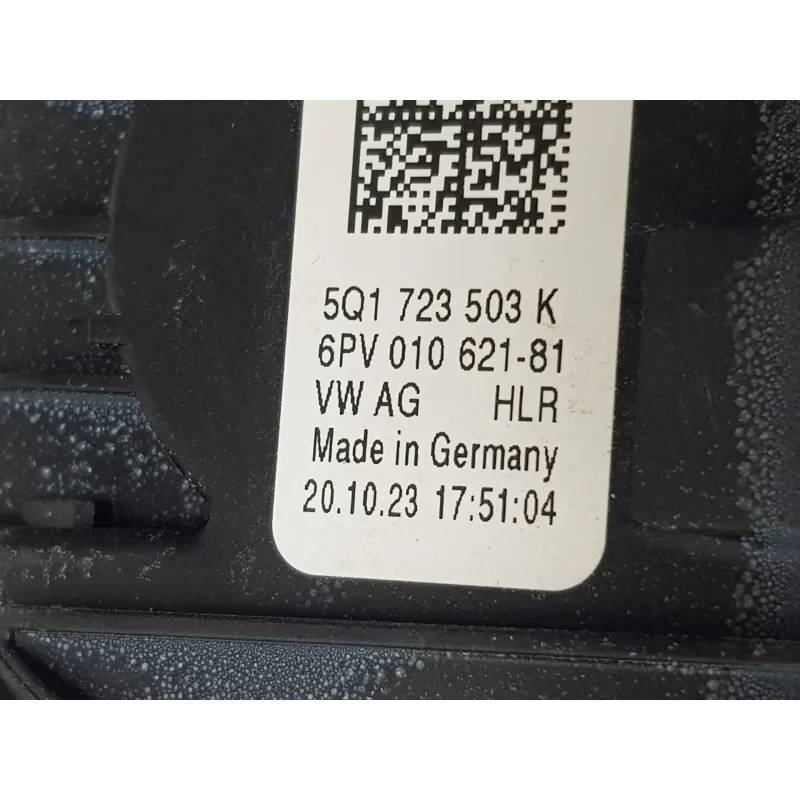 5Q1 723 503 K
6PV 010 621-81
VW AG HLR
Made in Germany
20.10.23 17:51:04